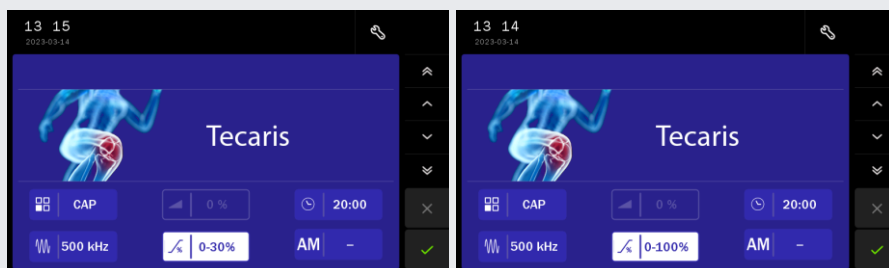 13 15
2023-03-14
Tecaris
CAP
0 %
20:00
500 kHz
% 0-30%
AM –
13 14
2023-03-14
Tecaris
CAP
0 %
20:00
500 kHz
% 0-100%
AM –